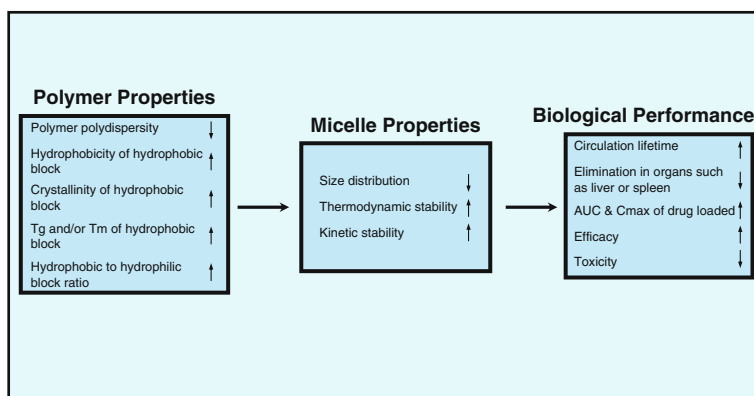 Polymer Properties
Polymer polydispersity ↓
Hydrophobicity of hydrophobic
block ↑
Crystallinity of hydrophobic
block ↑
Tg and/or Tm of hydrophobic
block ↑
Hydrophobic to hydrophilic
block ratio ↑
Micelle Properties
Size distribution ↓
Thermodynamic stability ↑
Kinetic stability ↑
Biological Performance
Circulation lifetime ↑
Elimination in organs such
as liver or spleen ↓
AUC & Cmax of drug loaded ↑
Efficacy ↑
Toxicity ↓